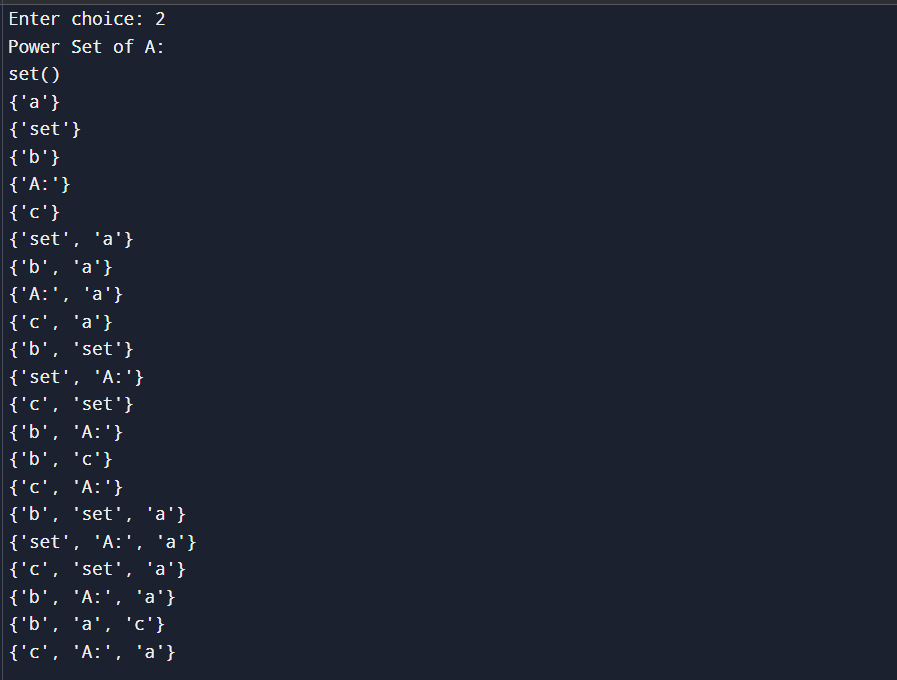 Enter choice: 2
Power Set of A:
set()
{'a'}
{'set'}
{'b'}
{'A:'}
{'c'}
{'set', 'a'}
{'b', 'a'}
{'A:', 'a'}
{'c', 'a'}
{'b', 'set'}
{'set', 'A:'}
{'c', 'set'}
{'b', 'A:'}
{'b', 'c'}
{'c', 'A:'}
{'b', 'set', 'a'}
{'set', 'A:', 'a'}
{'c', 'set', 'a'}
{'b', 'A:', 'a'}
{'b', 'a', 'c'}
{'c', 'A:', 'a'}